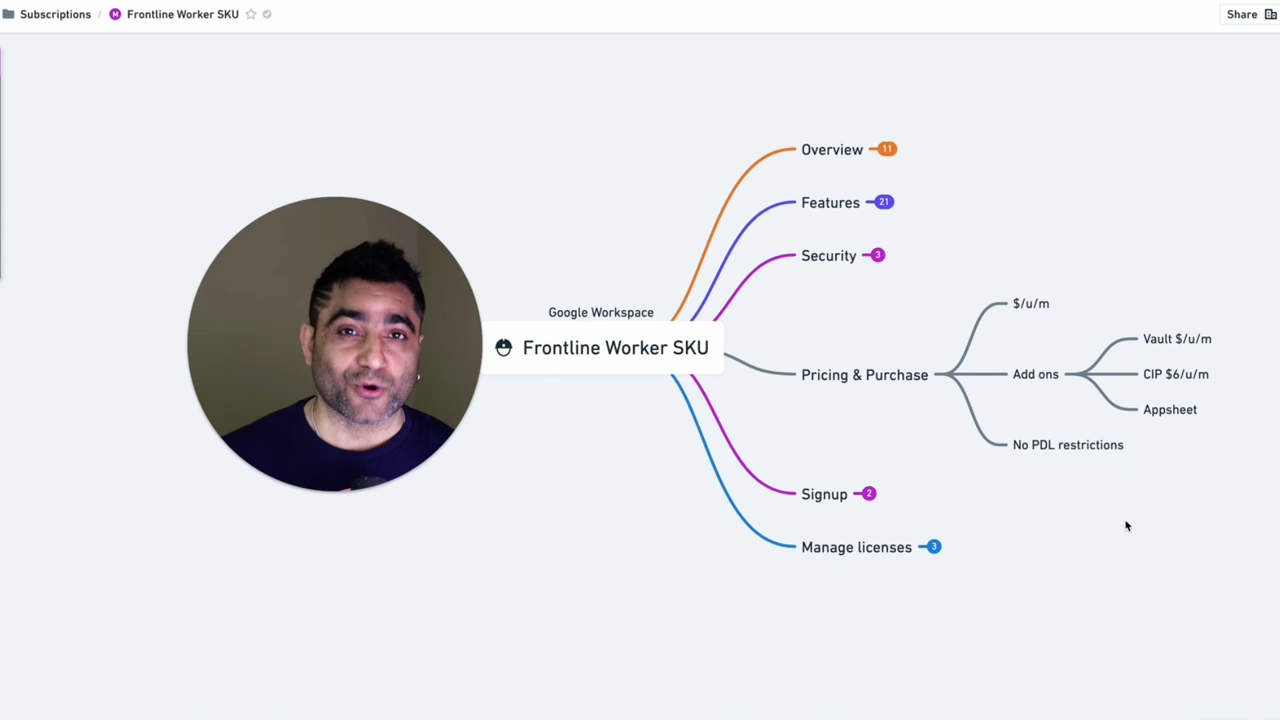 Subscriptions / M Frontline Worker SKU
Share
Overview 11
Features 21
Security 3
Google Workspace
Frontline Worker SKU
Pricing & Purchase
$/u/m
Add ons
Vault $/u/m
CIP $6/u/m
Appsheet
No PDL restrictions
Signup 2
Manage licenses 3